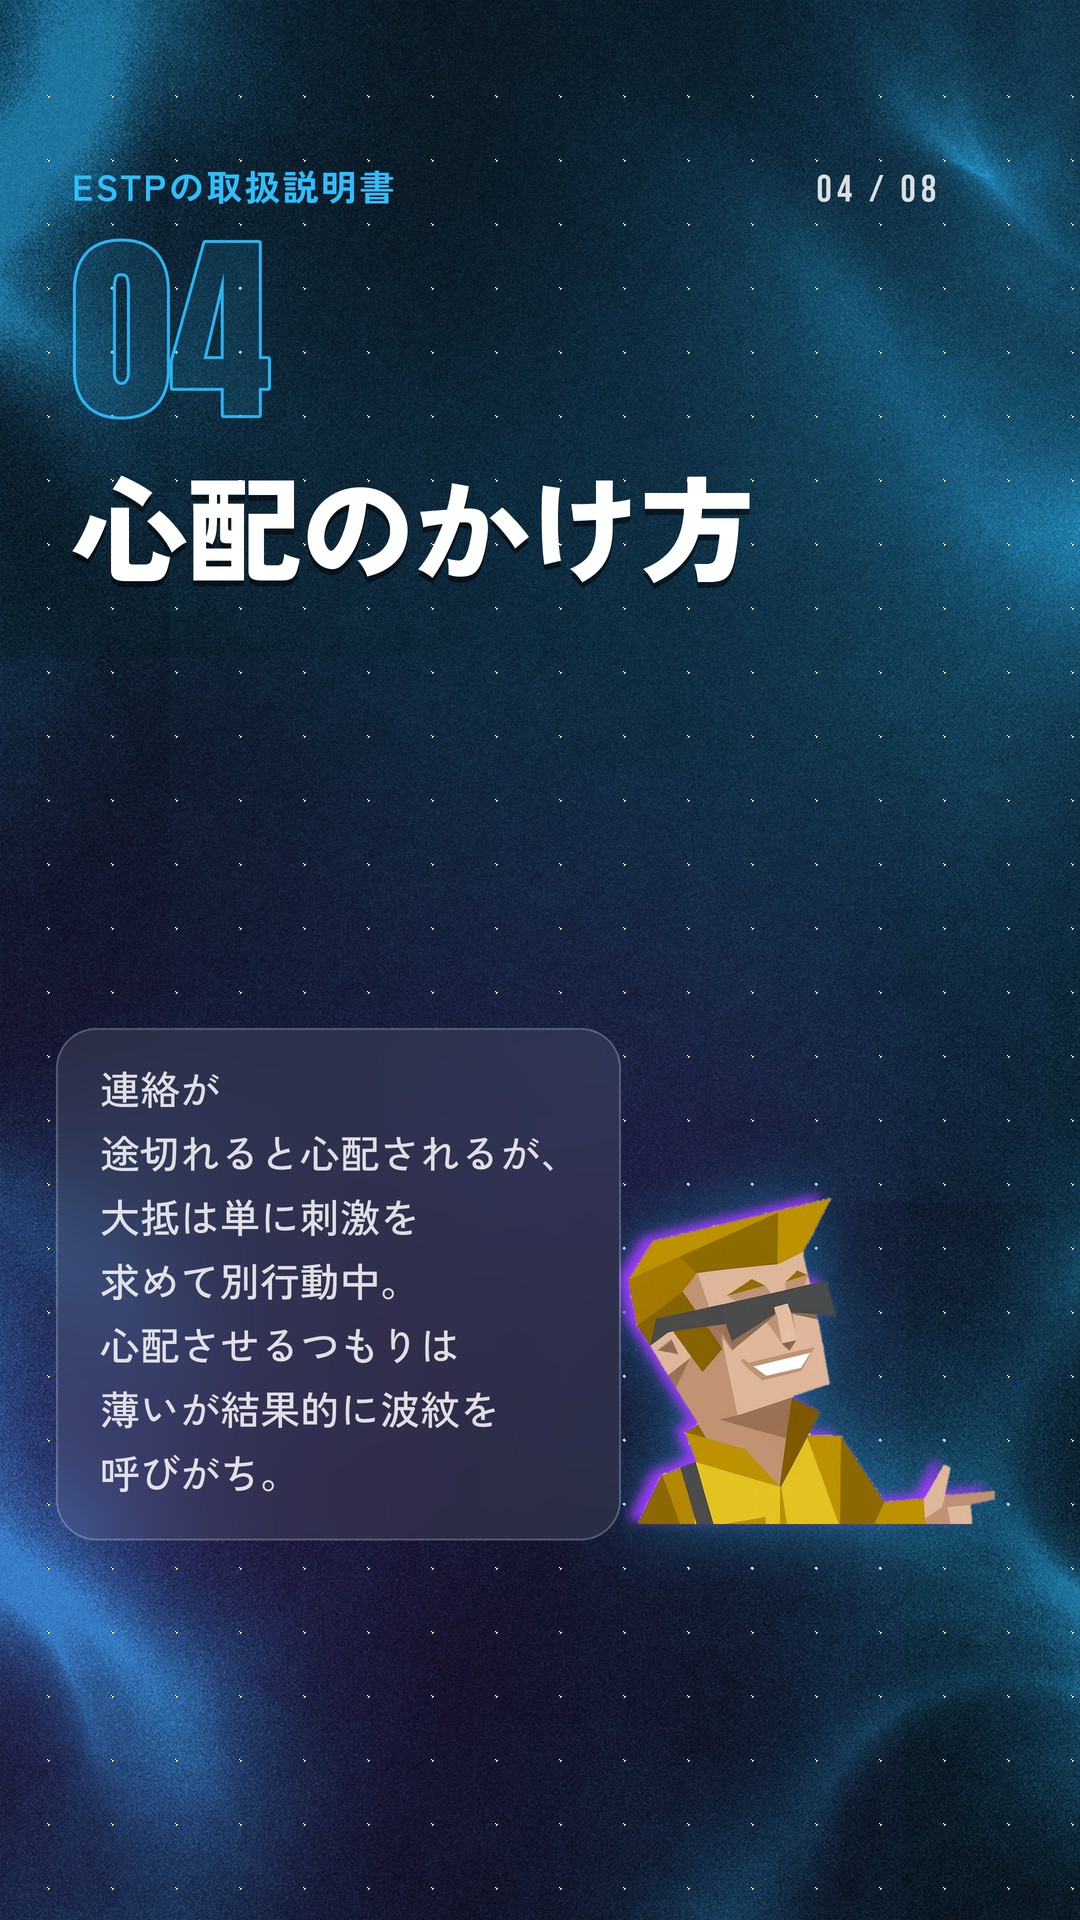 ESTPの取扱説明書
04 / 08
04
心配のかけ方
連絡が
途切れると心配されるが、
大抵は単に刺激を
求めて別行動中。
心配させるつもりは
薄いが結果的に波紋を
呼びがち。